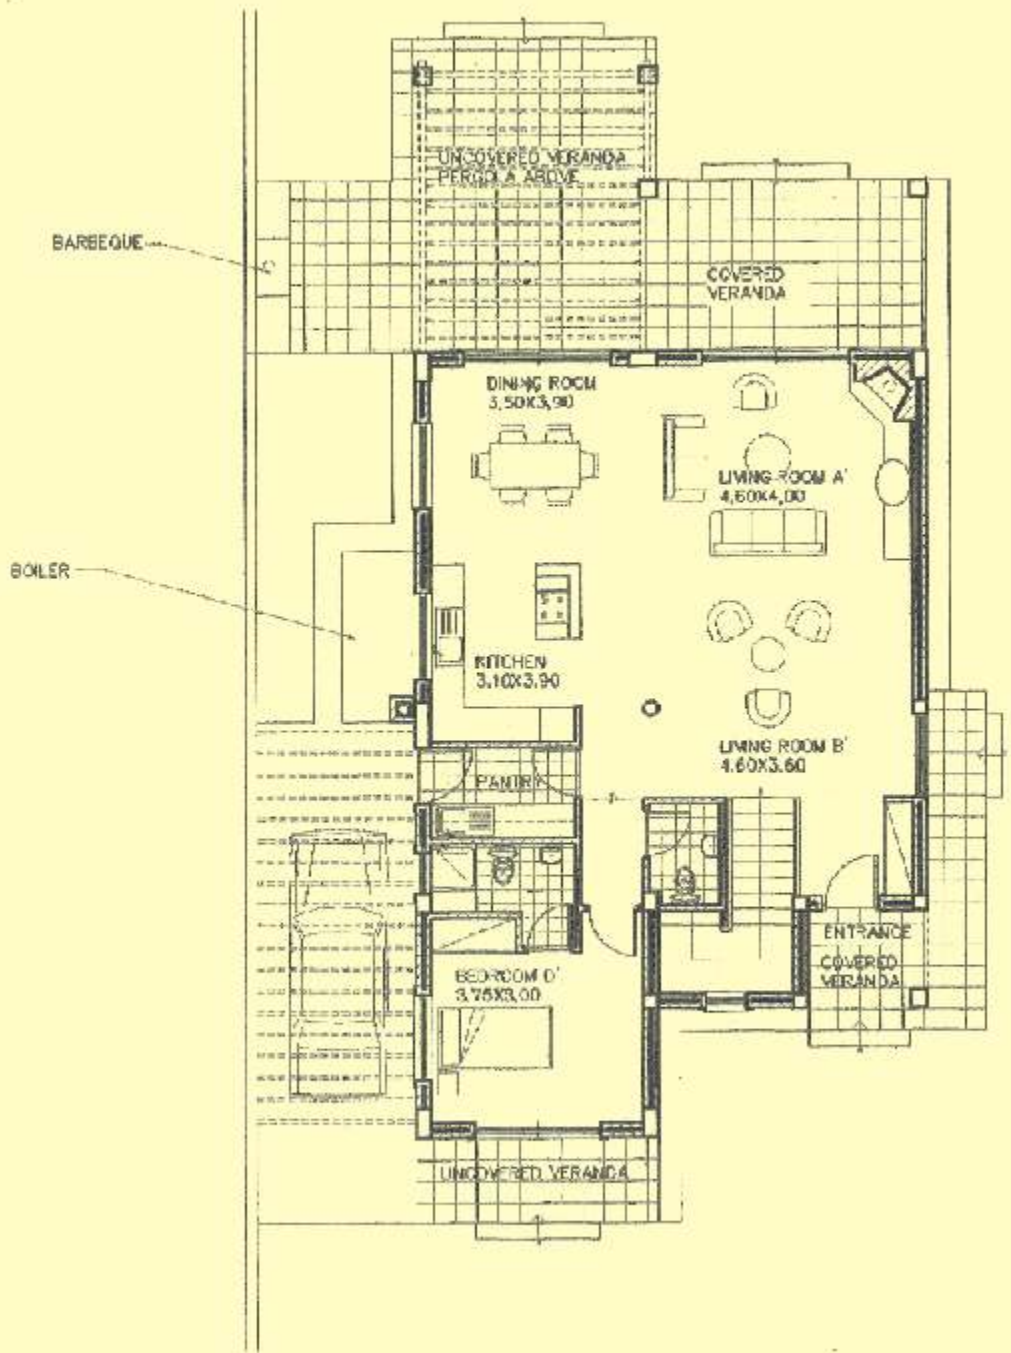 UNCOVERED VERANDA
PERGOLA ABOVE
BARBEQUE
COVERED
VERANDA
DINING ROOM
3,50X3,90
LIVING ROOM A'
4,60X4,00
BOILER
KITCHEN
3,10X3,90
LIVING ROOM B'
4,60X3,60
PANTRY
ENTRANCE
COVERED
VERANDA
BEDROOM D'
3,75X3,00
UNCOVERED VERANDA